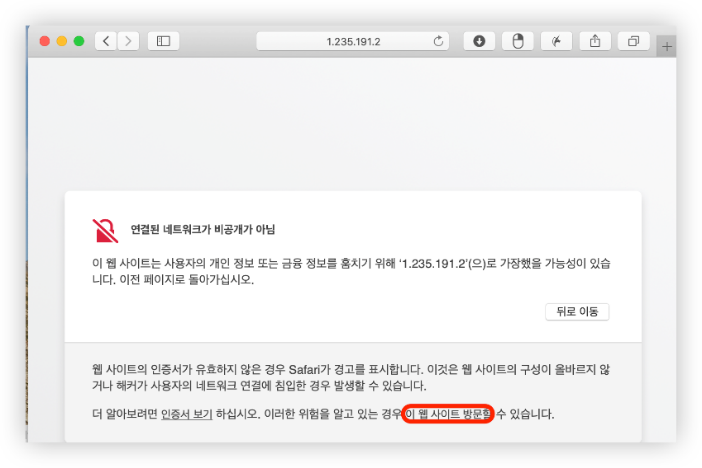 1.235.191.2
연결된 네트워크가 비공개가 아님
이 웹 사이트는 사용자의 개인 정보 또는 금융 정보를 훔치기 위해 ‘1.235.191.2’(으)로 가장했을 가능성이 있습
니다. 이전 페이지로 돌아가십시오.
뒤로 이동
웹 사이트의 인증서가 유효하지 않은 경우 Safari가 경고를 표시합니다. 이것은 웹 사이트의 구성이 올바르지 않
거나 해커가 사용자의 네트워크 연결에 침입한 경우 발생할 수 있습니다.
더 알아보려면 인증서 보기 하십시오. 이러한 위험을 알고 있는 경우 이 웹 사이트 방문할 수 있습니다.